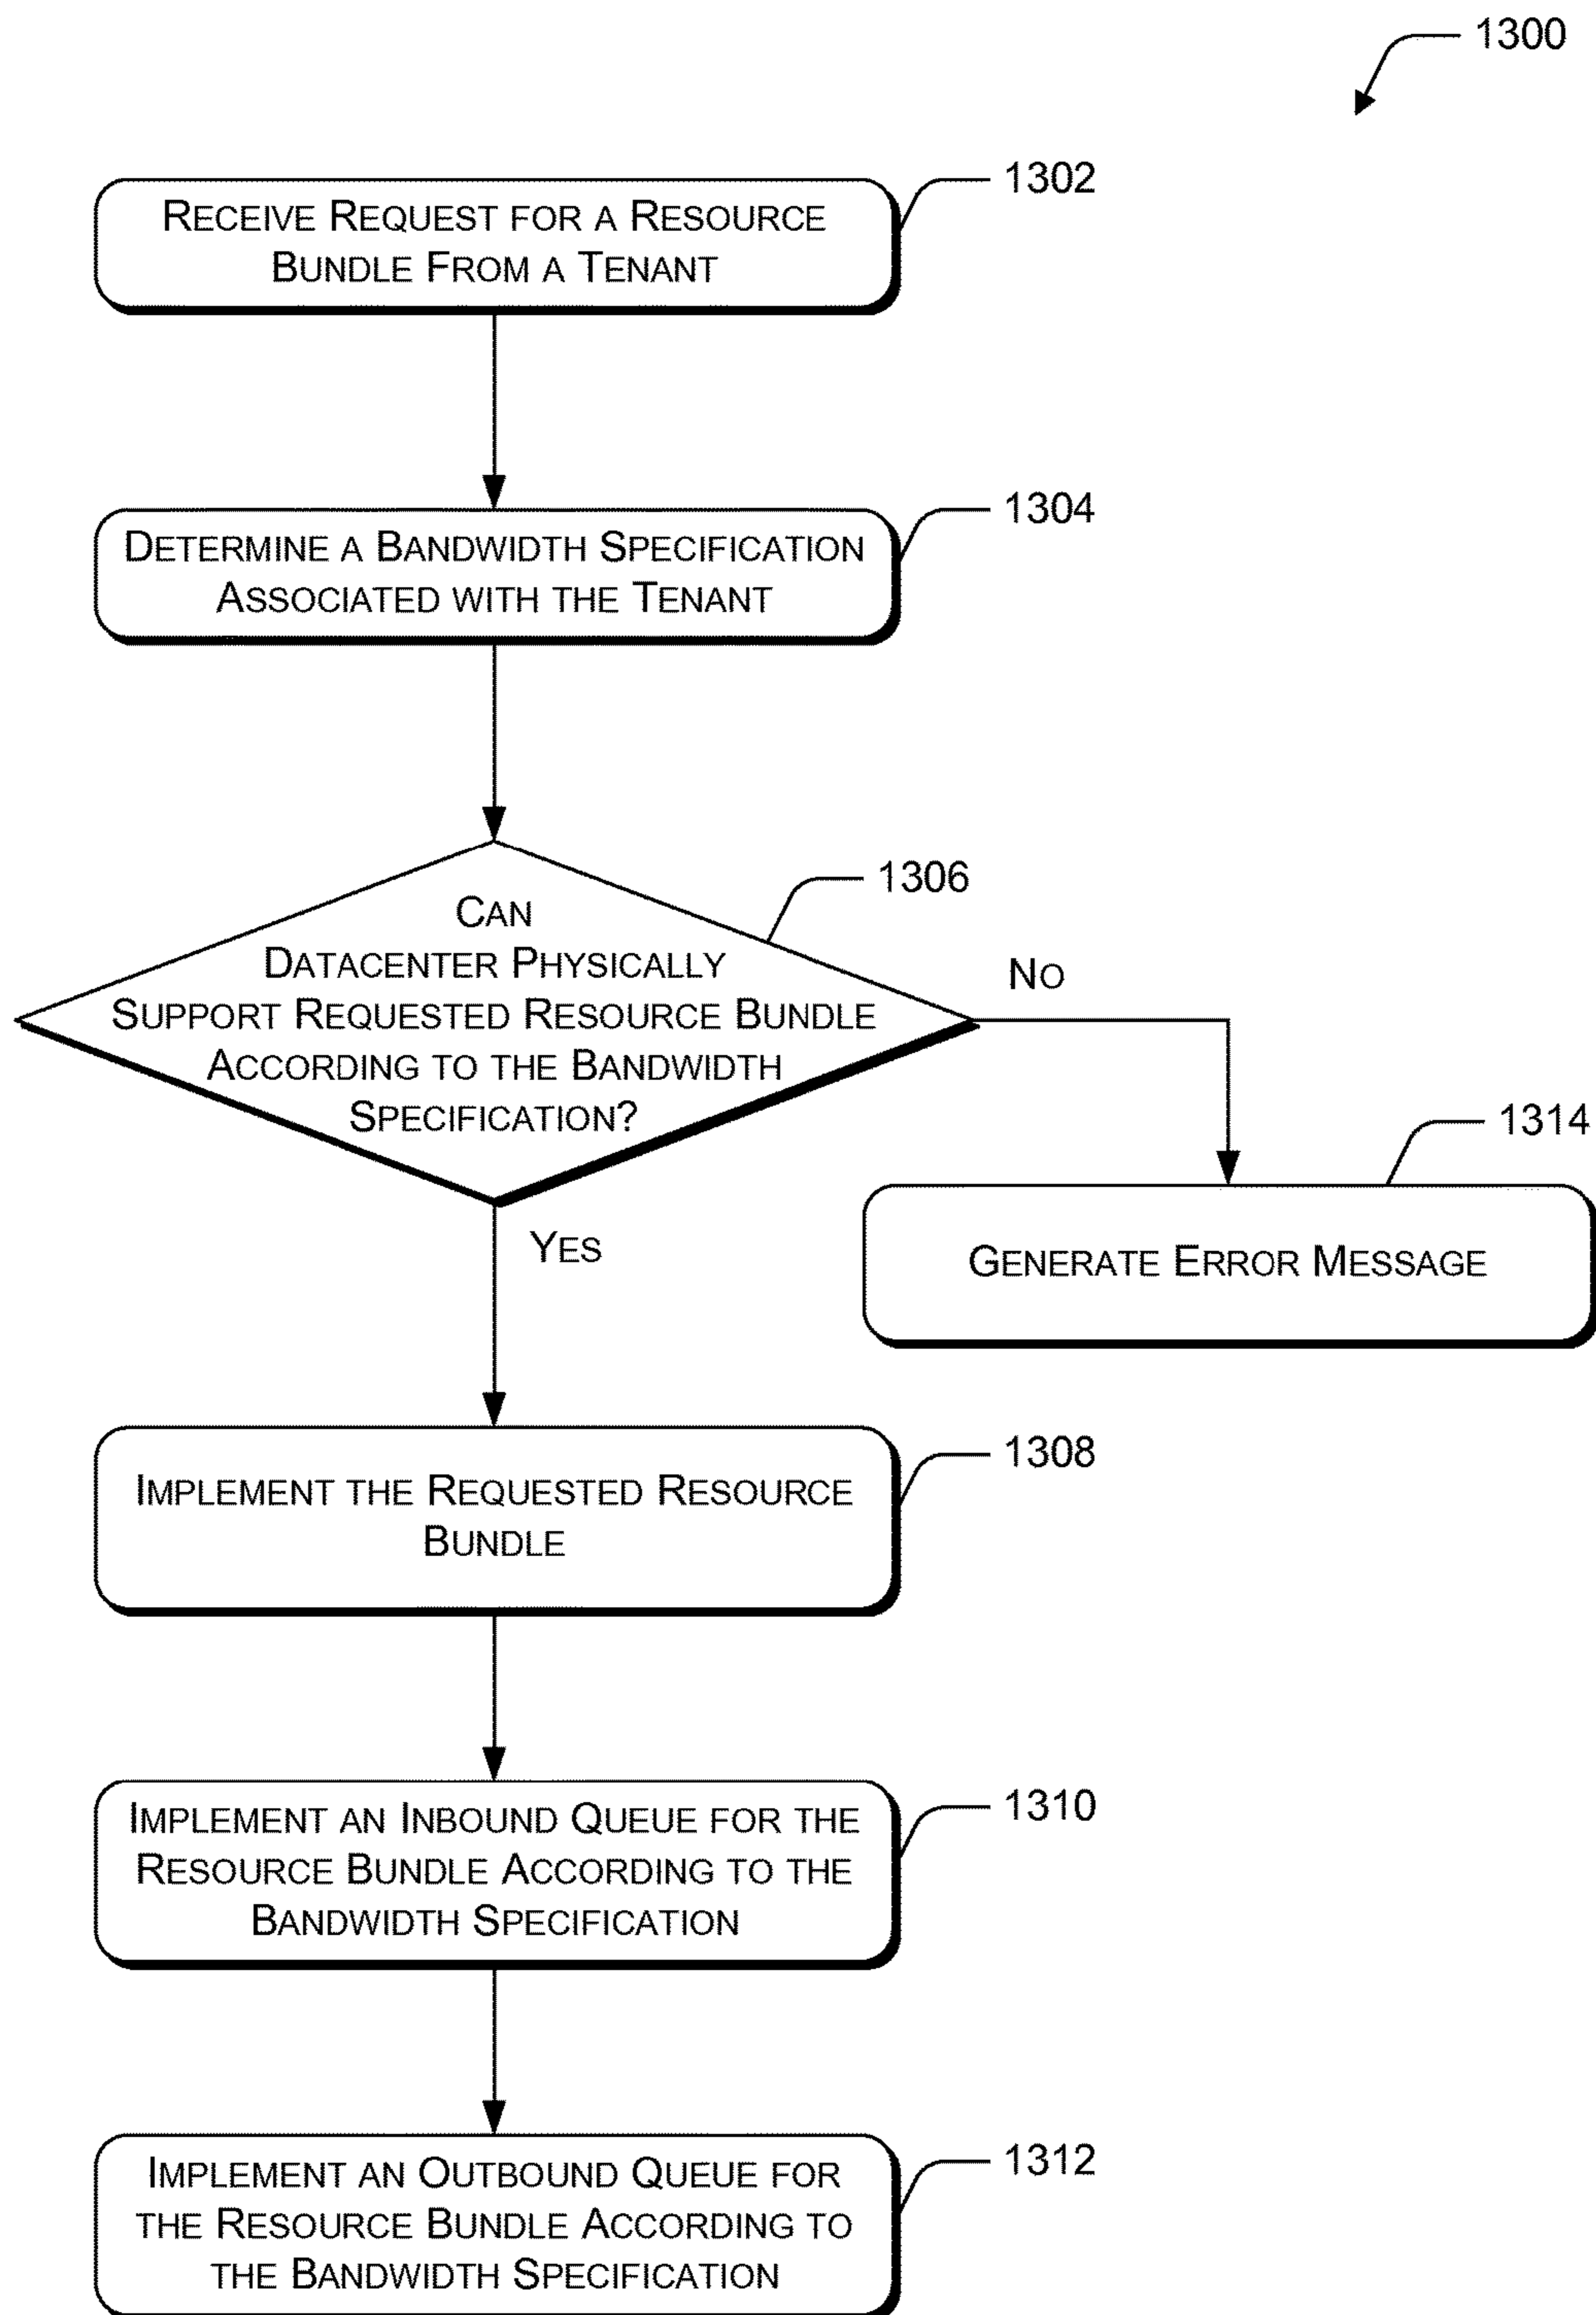 1300
1302
RECEIVE REQUEST FOR A RESOURCE
BUNDLE FROM A TENANT
1304
DETERMINE A BANDWIDTH SPECIFICATION
ASSOCIATED WITH THE TENANT
1306
CAN
DATACENTER PHYSICALLY
SUPPORT REQUESTED RESOURCE BUNDLE
ACCORDING TO THE BANDWIDTH
SPECIFICATION?
NO
YES
1314
GENERATE ERROR MESSAGE
1308
IMPLEMENT THE REQUESTED RESOURCE
BUNDLE
1310
IMPLEMENT AN INBOUND QUEUE FOR THE
RESOURCE BUNDLE ACCORDING TO THE
BANDWIDTH SPECIFICATION
1312
IMPLEMENT AN OUTBOUND QUEUE FOR
THE RESOURCE BUNDLE ACCORDING TO
THE BANDWIDTH SPECIFICATION